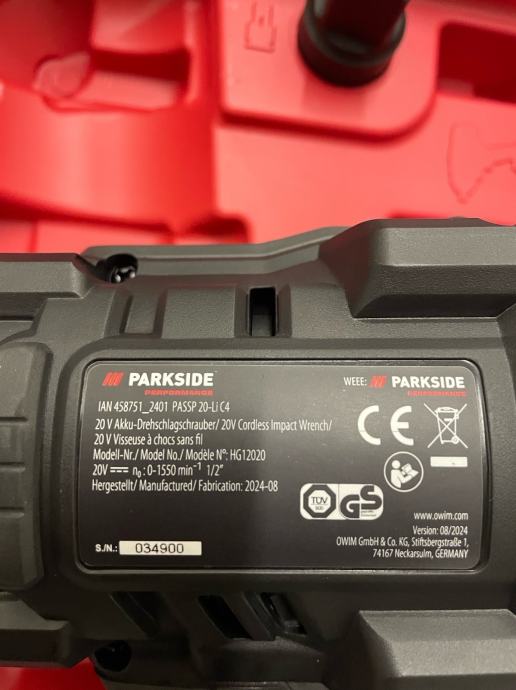 PARKSIDE
PERFORMANCE
IAN 458751_2401 PASSP 20-Li C4
20 V Akku-Drehschlagschrauber/ 20V Cordless Impact Wrench/
20 V Visseuse à chocs sans fil
Modell-Nr./ Model No./ Modèle N°: HG12020
20V ⎓ n₀: 0-1550 min⁻¹ 1/2"
Hergestellt/ Manufactured/ Fabrication: 2024-08
S./N.: 034900
WEEE: PARKSIDE
PERFORMANCE
CE
TÜV
SÜD
GS
www.owim.com
Version: 08/2024
OWIM GmbH & Co. KG, Stiftsbergstraße 1,
74167 Neckarsulm, GERMANY